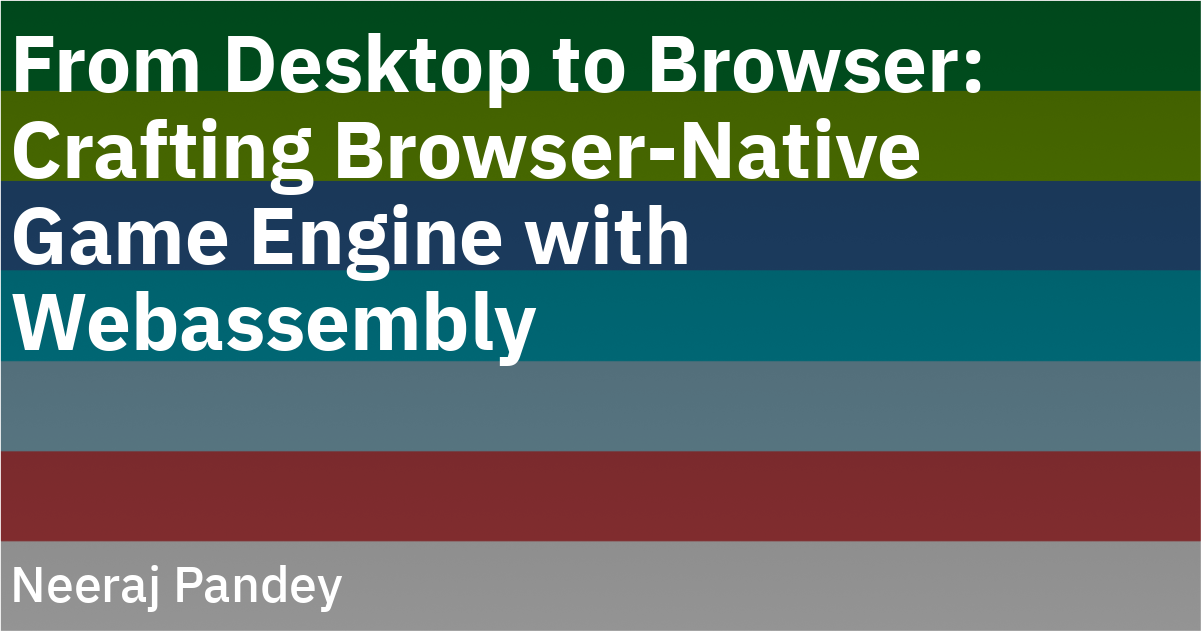 From Desktop to Browser:
Crafting Browser-Native
Game Engine with
Webassembly
Neeraj Pandey